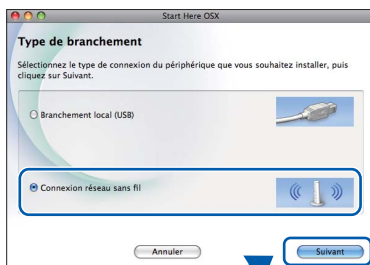 Start Here OSX
Type de branchement
Sélectionnez le type de connexion du périphérique que vous souhaitez installer, puis
cliquez sur Suivant.
Branchement local (USB)
Connexion réseau sans fil
Annuler
Suivant